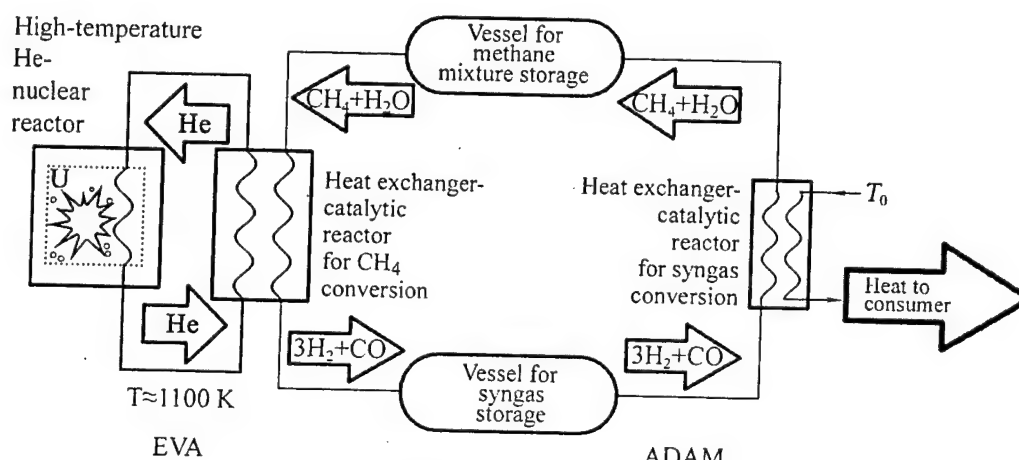 High-temperature
He-
nuclear
reactor
U
He
He
T≈1100 K
EVA
Vessel for
methane
mixture storage
CH₄+H₂O
CH₄+H₂O
Heat exchanger-
catalytic
reactor
for CH₄
conversion
Heat exchanger-
catalytic
reactor
for syngas
conversion
T₀
Heat to
consumer
3H₂+CO
3H₂+CO
Vessel for
syngas
storage
ADAM